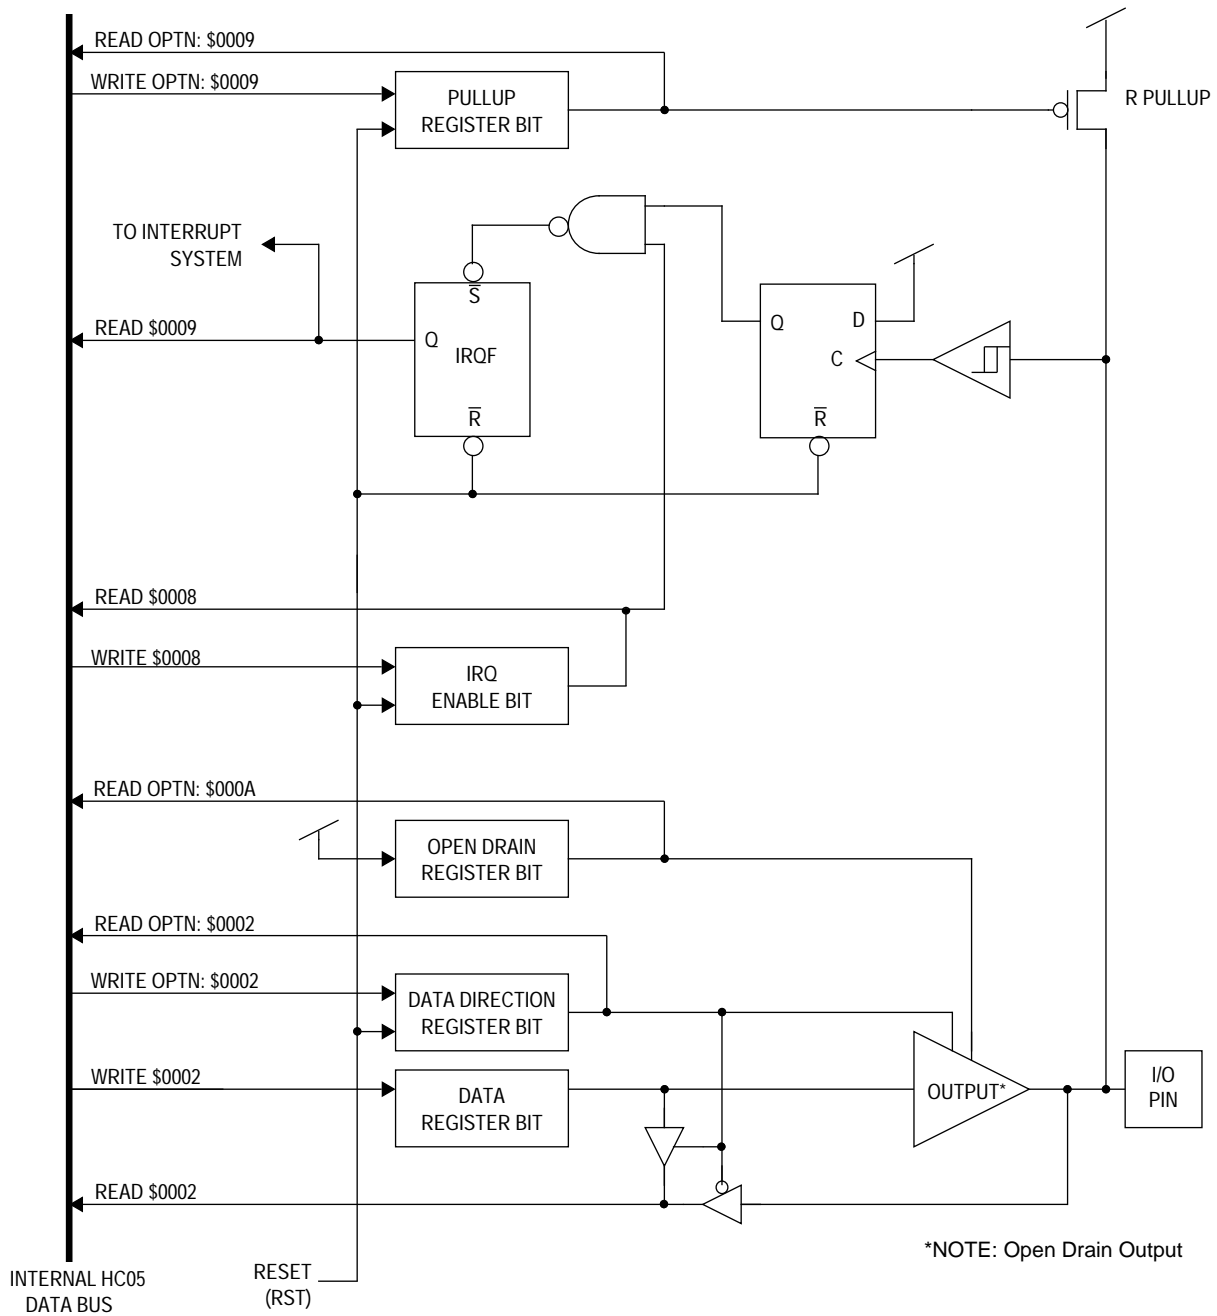 READ OPTN: $0009
WRITE OPTN: $0009
PULLUP
REGISTER BIT
R PULLUP
TO INTERRUPT
SYSTEM
S̅
READ $0009
Q
IRQF
R̅
Q
D
C
R̅
READ $0008
WRITE $0008
IRQ
ENABLE BIT
READ OPTN: $000A
OPEN DRAIN
REGISTER BIT
READ OPTN: $0002
WRITE OPTN: $0002
DATA DIRECTION
REGISTER BIT
WRITE $0002
DATA
REGISTER BIT
OUTPUT*
I/O
PIN
READ $0002
*NOTE: Open Drain Output
INTERNAL HC05
DATA BUS
RESET
(RST)